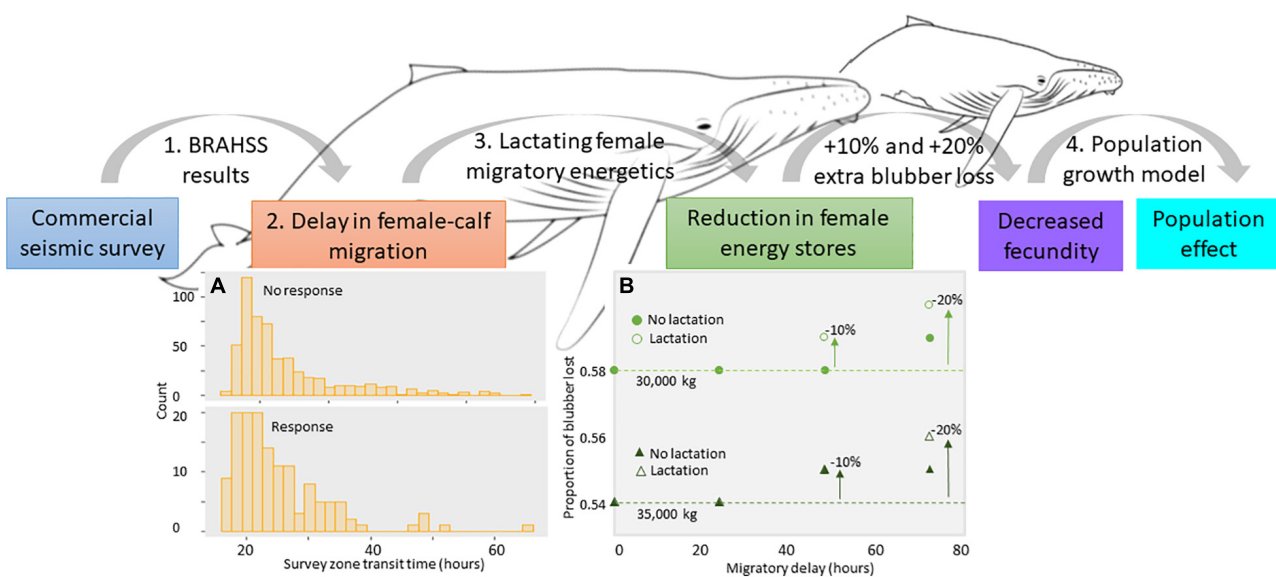 1. BRAHSS
results
3. Lactating female
migratory energetics
+10% and +20%
extra blubber loss
4. Population
growth model
Commercial
seismic survey
2. Delay in female-calf
migration
Reduction in female
energy stores
Decreased
fecundity
Population
effect
A
No response
100
50
0
Count
Response
20
10
0
20
40
60
Survey zone transit time (hours)
B
No lactation
Lactation
-10%
-20%
0.58
30,000 kg
Proportion of blubber lost
0.56
No lactation
Lactation
-10%
-20%
0.54
35,000 kg
0
20
40
60
80
Migratory delay (hours)